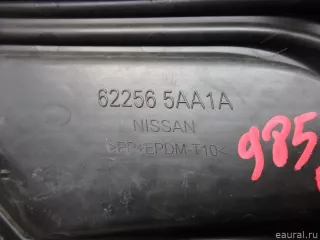 62256 5AA1A
NISSAN
>PP+EPDM-T10<
985
eaural.ru